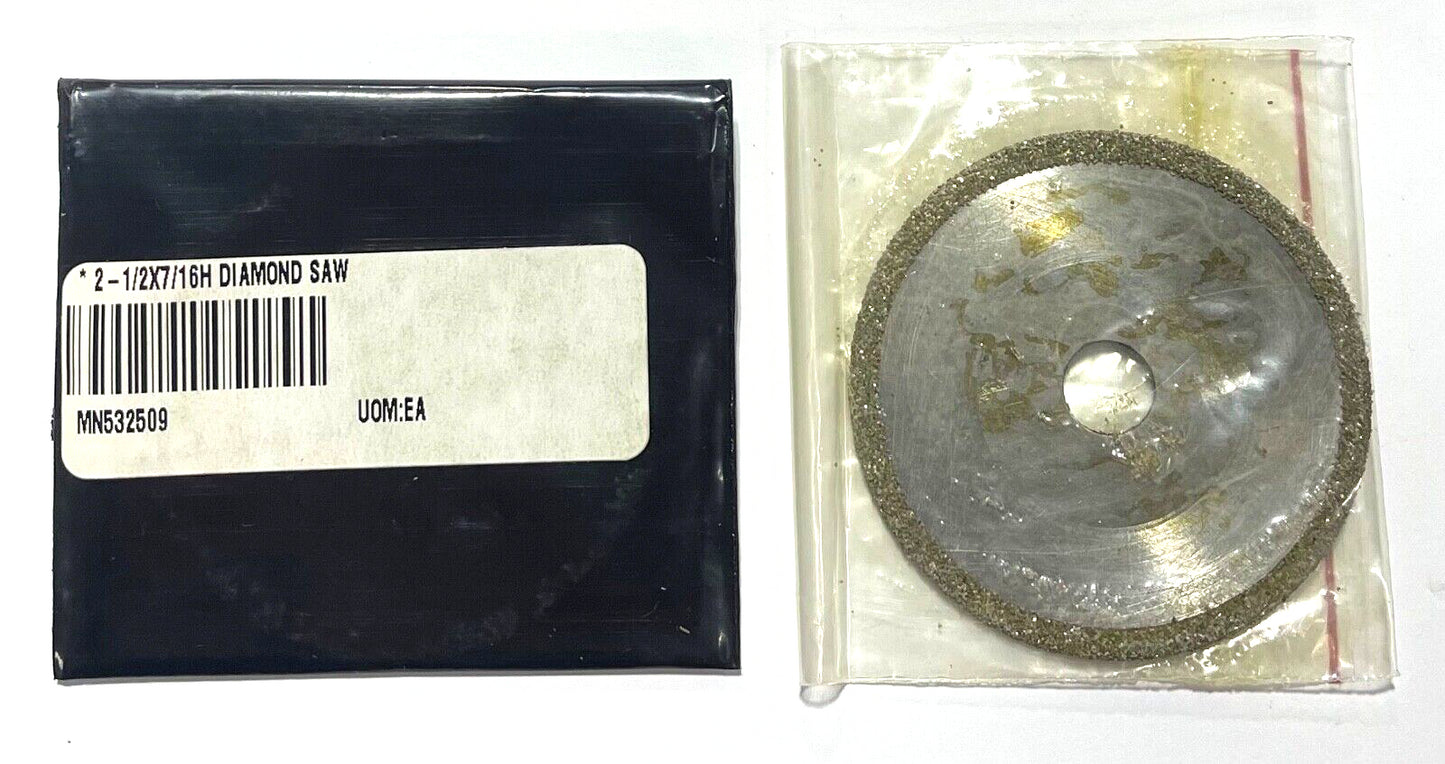 * 2-1/2X7/16H DIAMOND SAW
MN532509
UOM:EA